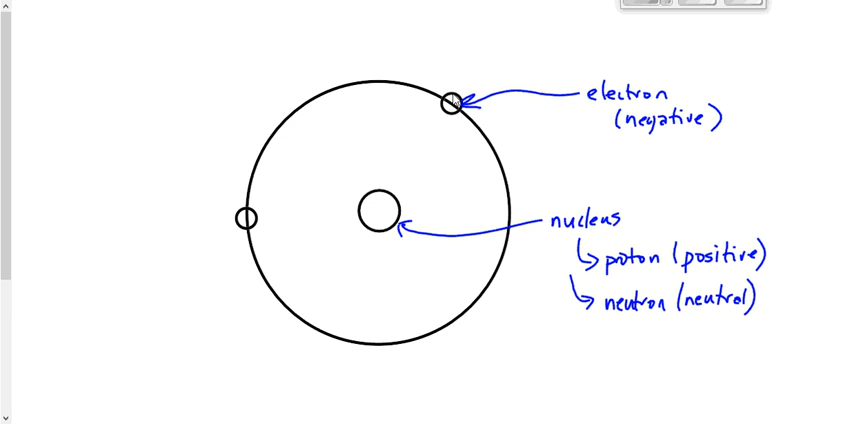 electron
(negative)
nucleus
proton (positive)
neutron (neutral)